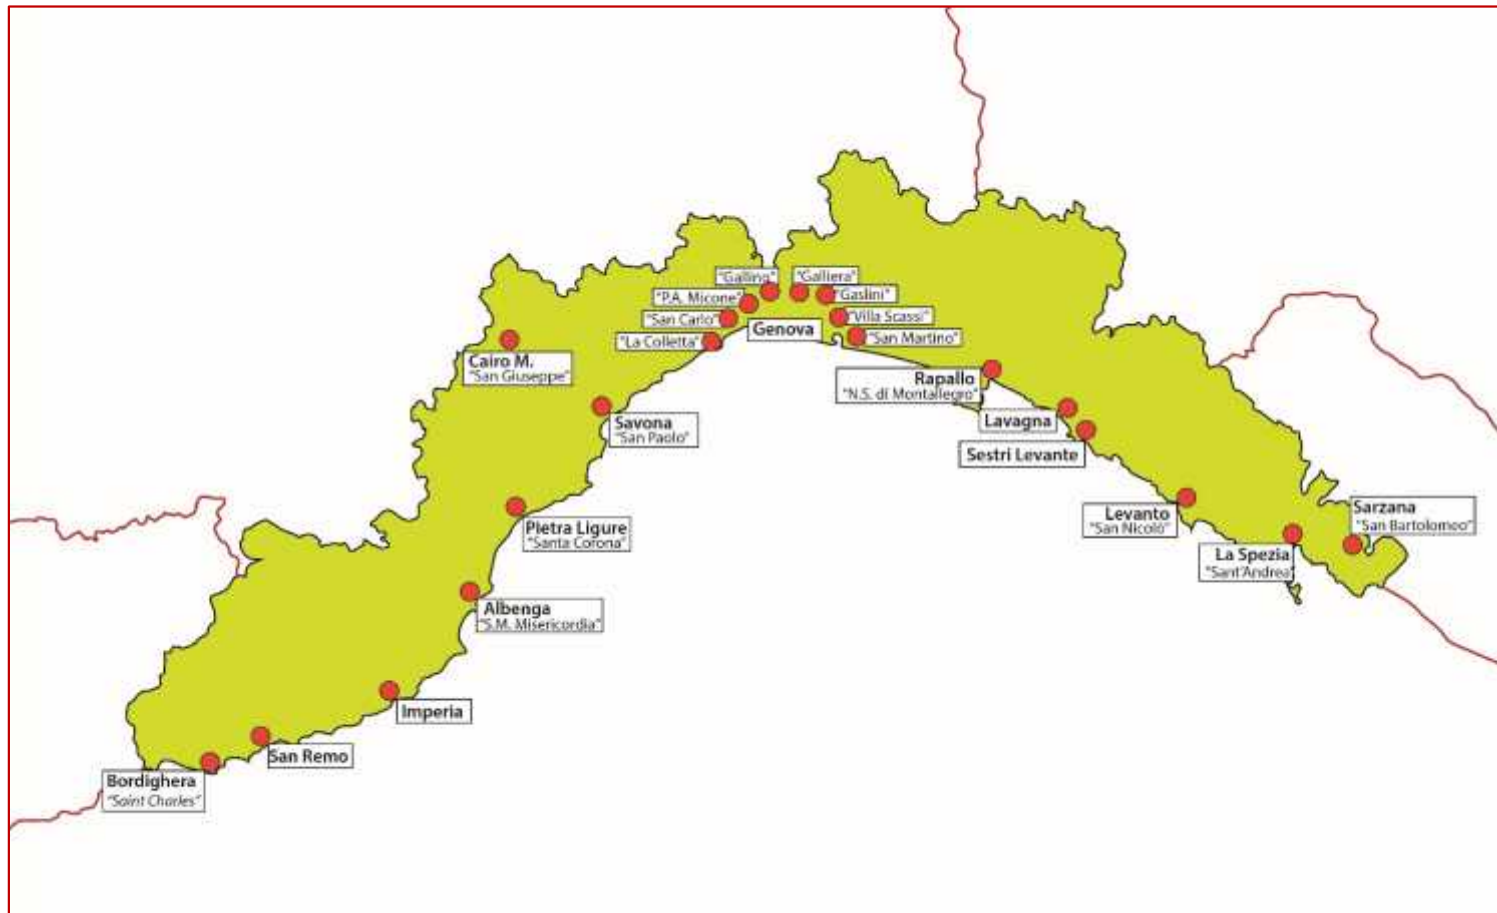 "Gallino"
"Galliera"
"P.A. Micone"
"Gaslini"
"San Carlo"
"Villa Scassi"
"La Colletta"
Genova
"San Martino"
Cairo M.
"San Giuseppe"
Rapallo
"N.S. di Montallegro"
Savona
"San Paolo"
Lavagna
Sestri Levante
Levanto
"San Nicolò"
Sarzana
"San Bartolomeo"
Pietra Ligure
"Santa Corona"
La Spezia
"Sant'Andrea"
Albenga
"S.M. Misericordia"
Imperia
San Remo
Bordighera
"Saint Charles"